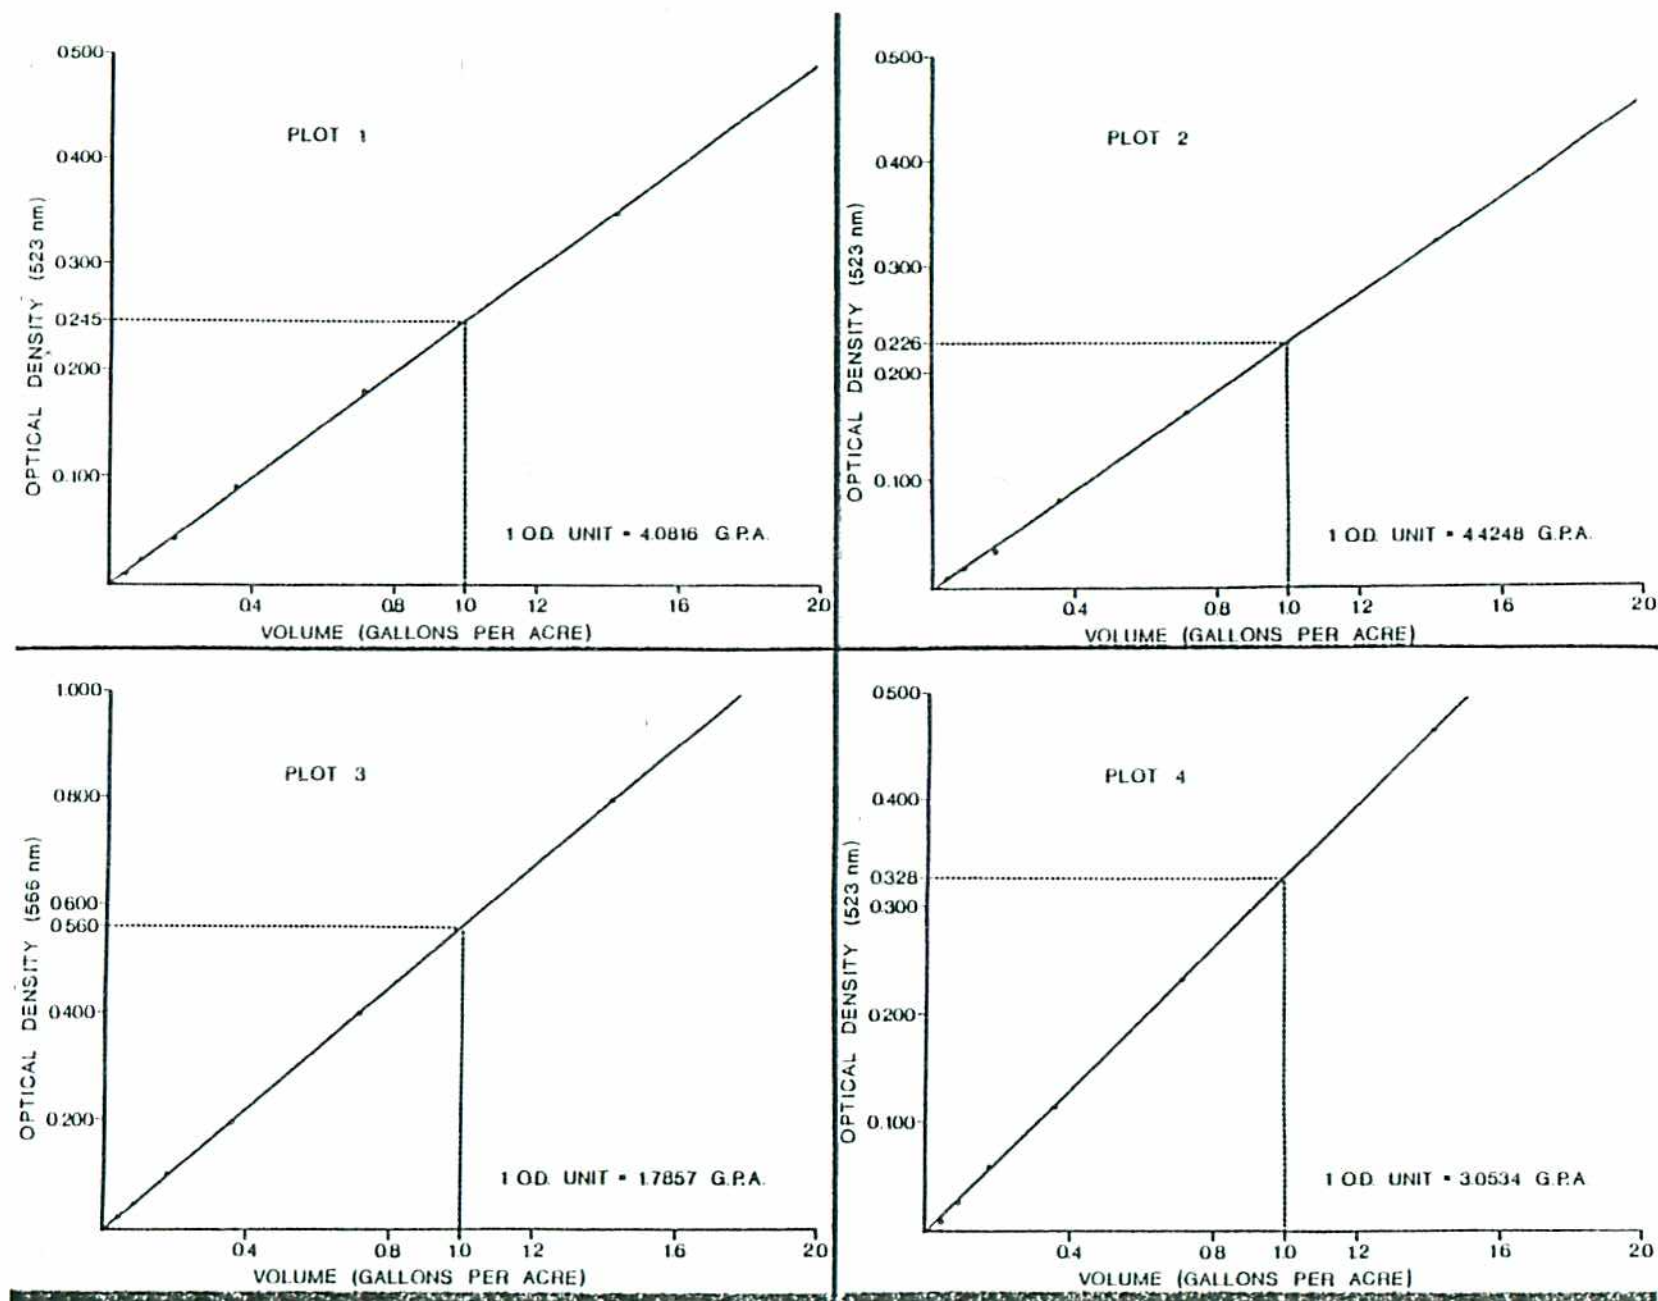 0.500
PLOT 1
0.400
0.300
0.245
0.200
0.100
OPTICAL DENSITY (523 nm)
1 O.D. UNIT = 4.0816 G.P.A.
0.4 0.8 1.0 1.2 1.6 2.0
VOLUME (GALLONS PER ACRE)
0.500
PLOT 2
0.400
0.300
0.226
0.200
0.100
OPTICAL DENSITY (523 nm)
1 O.D. UNIT = 4.4248 G.P.A.
0.4 0.8 1.0 1.2 1.6 2.0
VOLUME (GALLONS PER ACRE)
1.000
PLOT 3
0.800
0.600
0.560
0.400
0.200
OPTICAL DENSITY (566 nm)
1 O.D. UNIT = 1.7857 G.P.A.
0.4 0.8 1.0 1.2 1.6 2.0
VOLUME (GALLONS PER ACRE)
0.500
PLOT 4
0.400
0.328
0.300
0.200
0.100
OPTICAL DENSITY (523 nm)
1 O.D. UNIT = 3.0534 G.P.A
0.4 0.8 1.0 1.2 1.6 2.0
VOLUME (GALLONS PER ACRE)